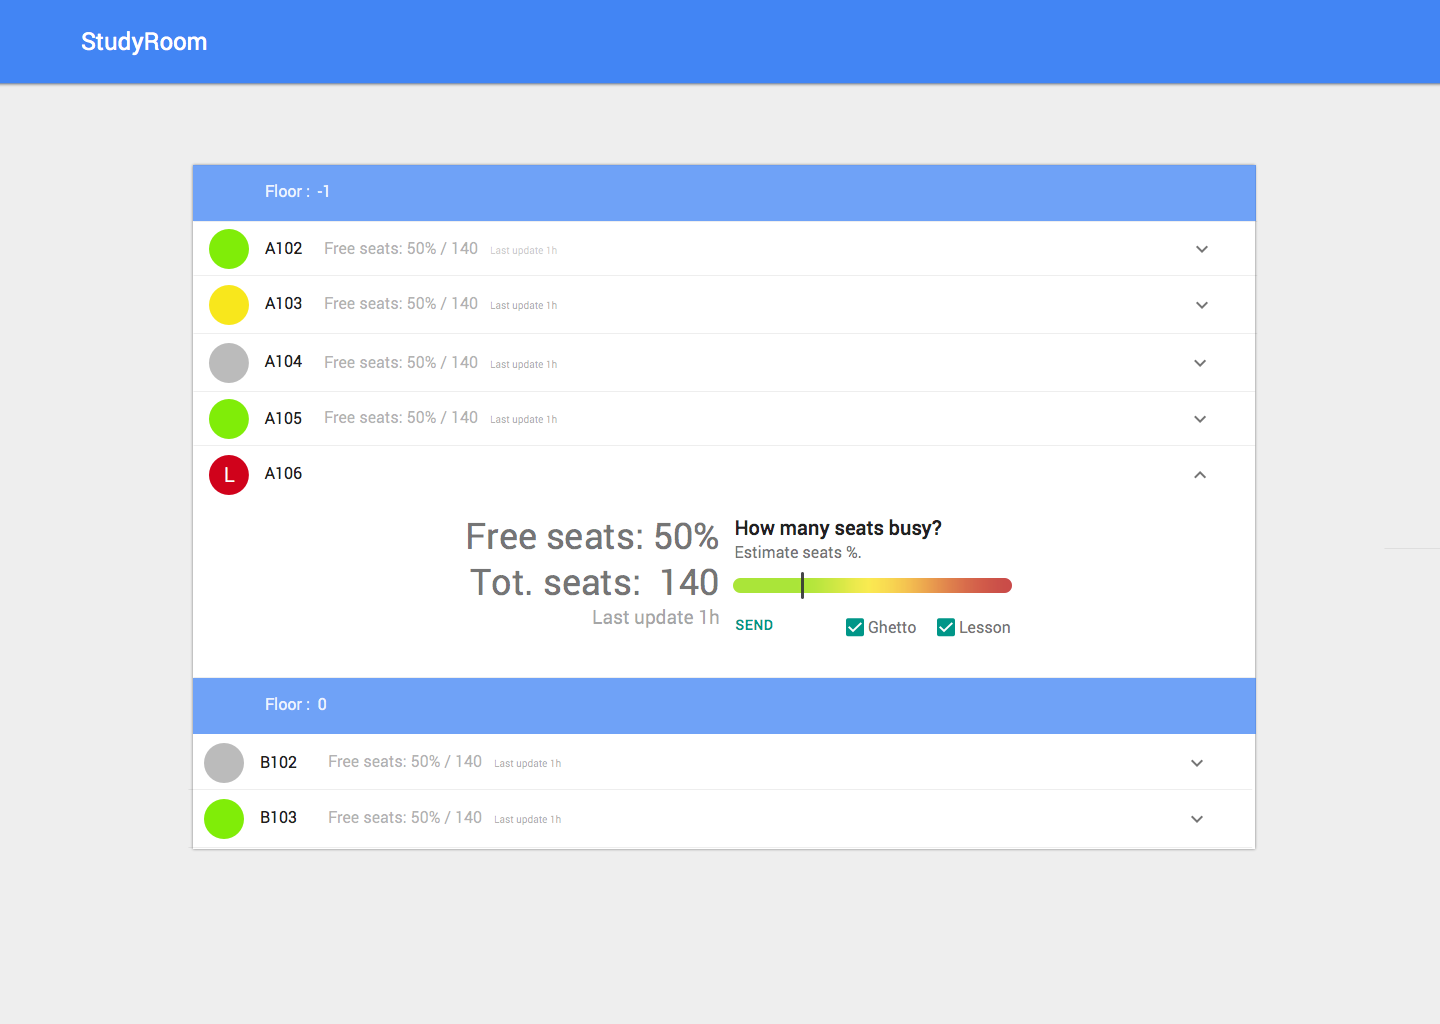 StudyRoom
Floor : -1
A102 Free seats: 50% / 140 Last update 1h
A103 Free seats: 50% / 140 Last update 1h
A104 Free seats: 50% / 140 Last update 1h
A105 Free seats: 50% / 140 Last update 1h
L A106
Free seats: 50%
Tot. seats: 140
Last update 1h
How many seats busy?
Estimate seats %.
SEND Ghetto Lesson
Floor : 0
B102 Free seats: 50% / 140 Last update 1h
B103 Free seats: 50% / 140 Last update 1h